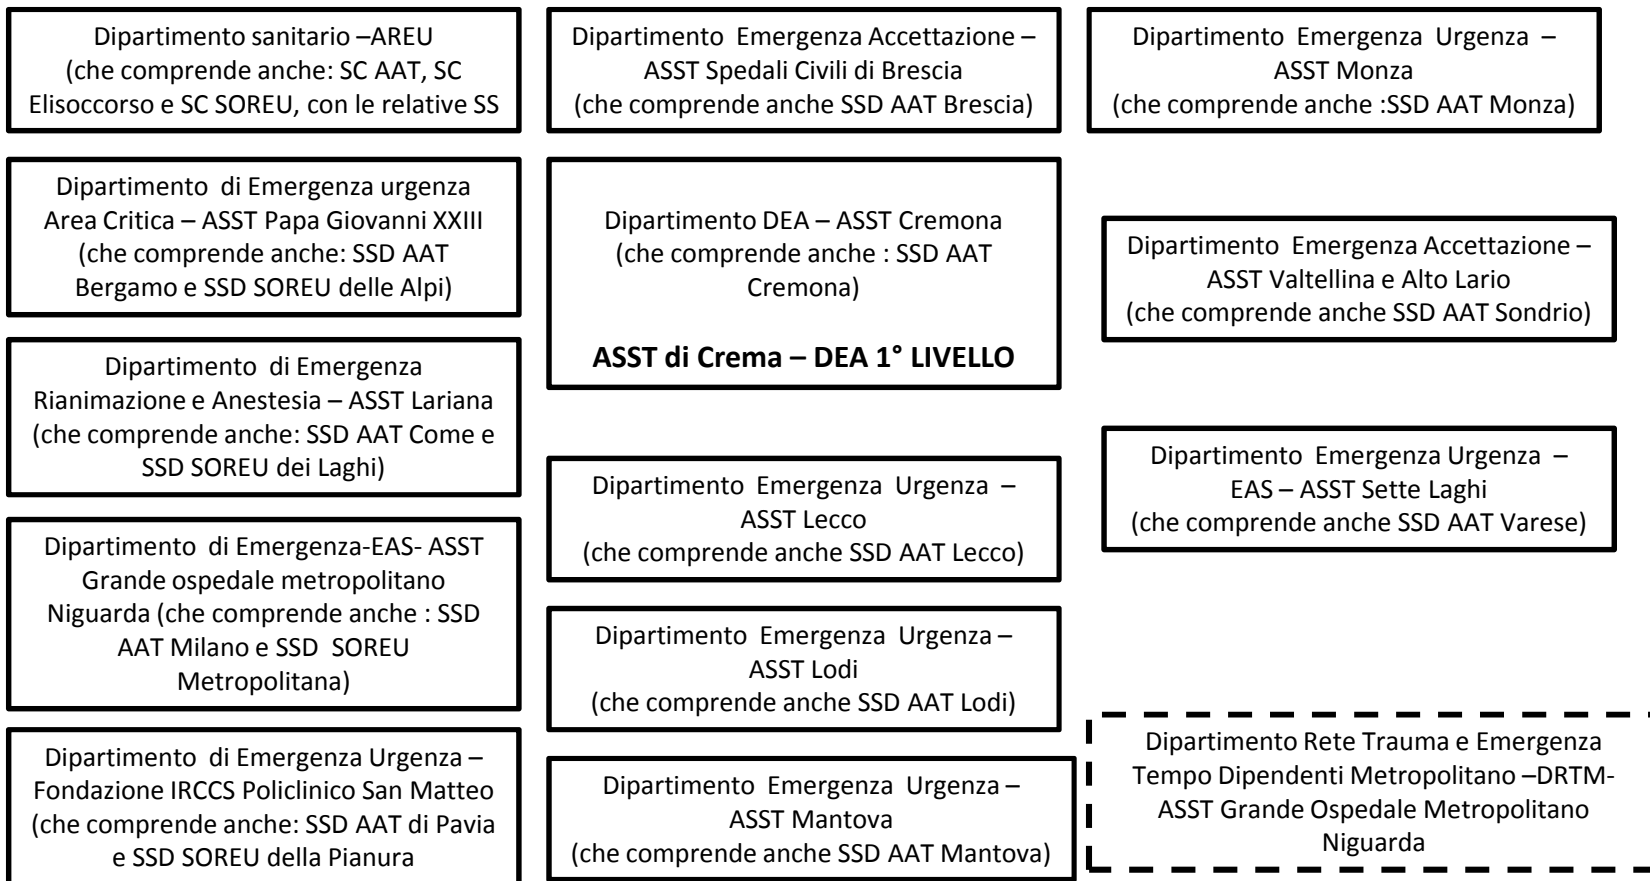 Dipartimento sanitario –AREU
(che comprende anche: SC AAT, SC
Elisoccorso e SC SOREU, con le relative SS
Dipartimento di Emergenza urgenza
Area Critica – ASST Papa Giovanni XXIII
(che comprende anche: SSD AAT
Bergamo e SSD SOREU delle Alpi)
Dipartimento di Emergenza
Rianimazione e Anestesia – ASST Lariana
(che comprende anche: SSD AAT Come e
SSD SOREU dei Laghi)
Dipartimento di Emergenza-EAS- ASST
Grande ospedale metropolitano
Niguarda (che comprende anche : SSD
AAT Milano e SSD SOREU
Metropolitana)
Dipartimento di Emergenza Urgenza –
Fondazione IRCCS Policlinico San Matteo
(che comprende anche: SSD AAT di Pavia
e SSD SOREU della Pianura
Dipartimento Emergenza Accettazione –
ASST Spedali Civili di Brescia
(che comprende anche SSD AAT Brescia)
Dipartimento DEA – ASST Cremona
(che comprende anche : SSD AAT
Cremona)
ASST di Crema – DEA 1° LIVELLO
Dipartimento Emergenza Urgenza –
ASST Lecco
(che comprende anche SSD AAT Lecco)
Dipartimento Emergenza Urgenza –
ASST Lodi
(che comprende anche SSD AAT Lodi)
Dipartimento Emergenza Urgenza –
ASST Mantova
(che comprende anche SSD AAT Mantova)
Dipartimento Emergenza Urgenza –
ASST Monza
(che comprende anche :SSD AAT Monza)
Dipartimento Emergenza Accettazione –
ASST Valtellina e Alto Lario
(che comprende anche SSD AAT Sondrio)
Dipartimento Emergenza Urgenza –
EAS – ASST Sette Laghi
(che comprende anche SSD AAT Varese)
Dipartimento Rete Trauma e Emergenza
Tempo Dipendenti Metropolitano –DRTM-
ASST Grande Ospedale Metropolitano
Niguarda